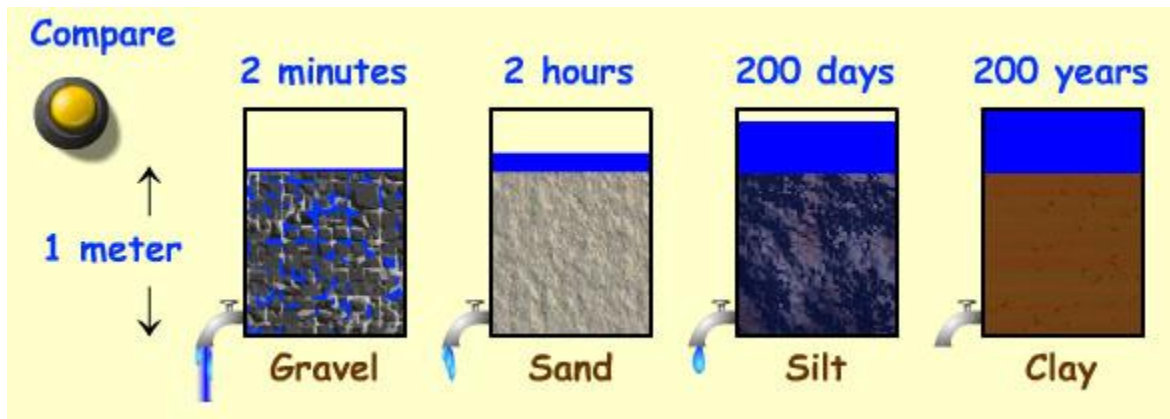 Compare
2 minutes 2 hours 200 days 200 years
1 meter
Gravel Sand Silt Clay